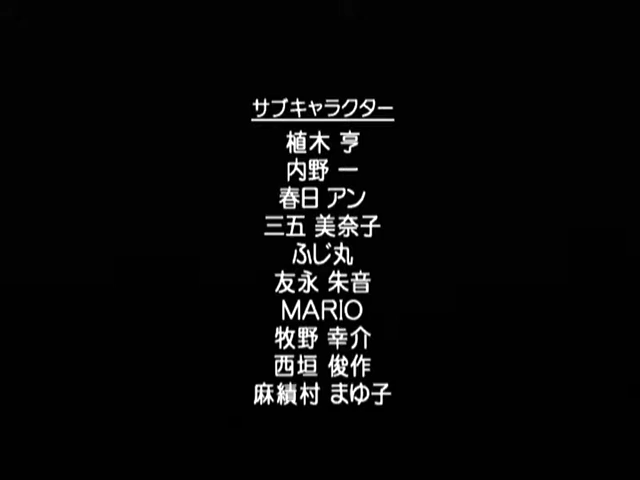 サブキャラクター
植木 亨
内野 一
春日 アン
三五 美奈子
ふじ丸
友永 朱音
MARIO
牧野 幸介
西垣 俊作
麻績村 まゆ子